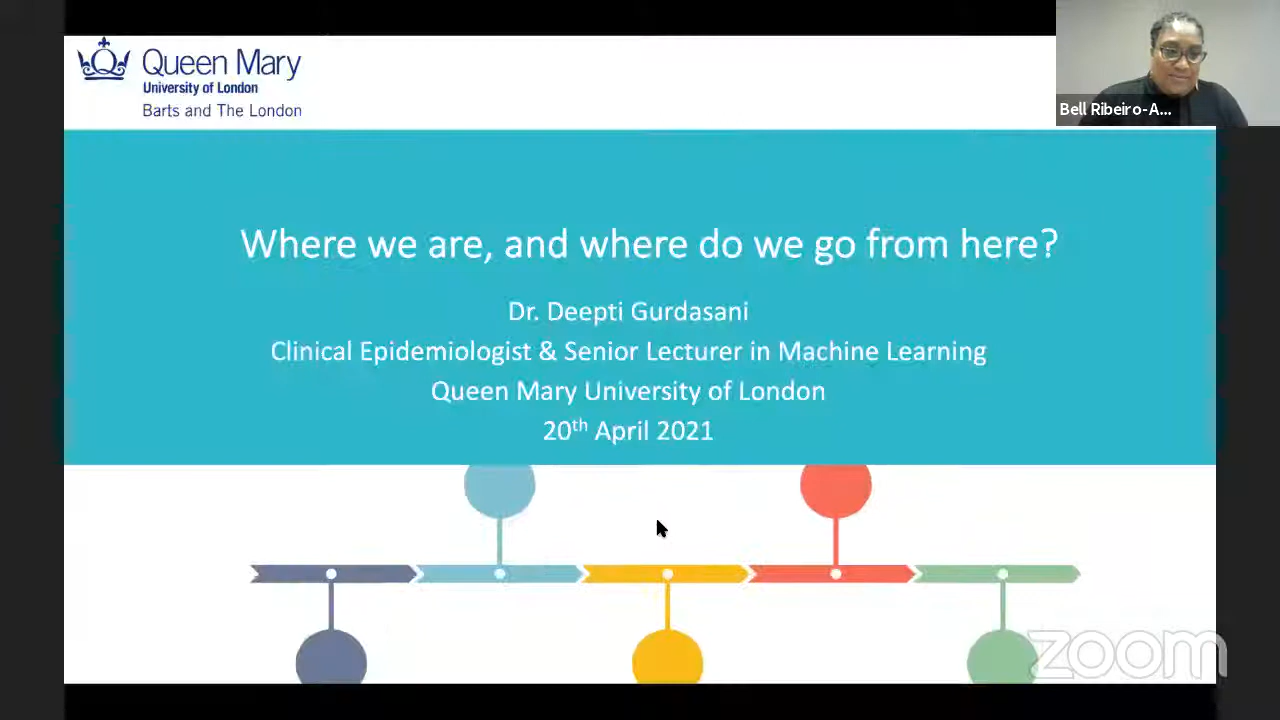 Queen Mary
University of London
Barts and The London
Bell Ribeiro-A...
Where we are, and where do we go from here?
Dr. Deepti Gurdasani
Clinical Epidemiologist & Senior Lecturer in Machine Learning
Queen Mary University of London
20th April 2021
zoom